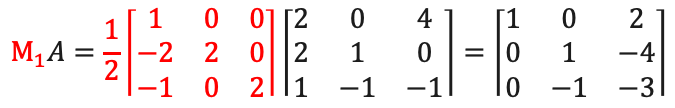 M₁A = 1/2 [1 0 0; −2 2 0; −1 0 2] [2 0 4; 2 1 0; 1 −1 −1] = [1 0 2; 0 1 −4; 0 −1 −3]